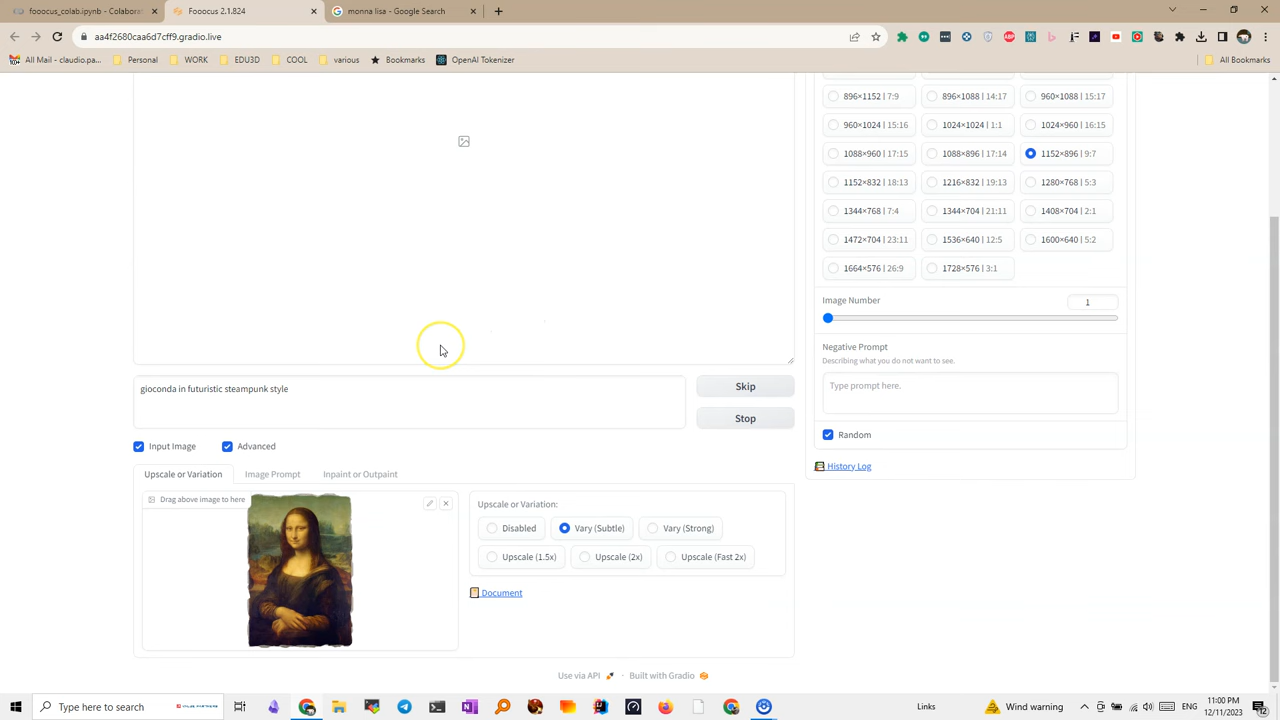 fooocus_colab.ipynb - Colabora
Fooocus 2.1.824
monna lisa - Google Search
aa4f2680caa6d7cff9.gradio.live
All Mail - claudio.pa...
Personal
WORK
EDU3D
COOL
various
Bookmarks
OpenAI Tokenizer
All Bookmarks
896×1152 | 7:9
896×1088 | 14:17
960×1088 | 15:17
960×1024 | 15:16
1024×1024 | 1:1
1024×960 | 16:15
1088×960 | 17:15
1088×896 | 17:14
1152×896 | 9:7
1152×832 | 18:13
1216×832 | 19:13
1280×768 | 5:3
1344×768 | 7:4
1344×704 | 21:11
1408×704 | 2:1
1472×704 | 23:11
1536×640 | 12:5
1600×640 | 5:2
1664×576 | 26:9
1728×576 | 3:1
Image Number
1
Negative Prompt
Describing what you do not want to see.
Type prompt here.
Random
History Log
gioconda in futuristic steampunk style
Skip
Stop
Input Image
Advanced
Upscale or Variation
Image Prompt
Inpaint or Outpaint
Drag above image to here
Upscale or Variation:
Disabled
Vary (Subtle)
Vary (Strong)
Upscale (1.5x)
Upscale (2x)
Upscale (Fast 2x)
Document
Use via API
·
Built with Gradio
Type here to search
Links
Wind warning
ENG
11:00 PM
12/11/2023